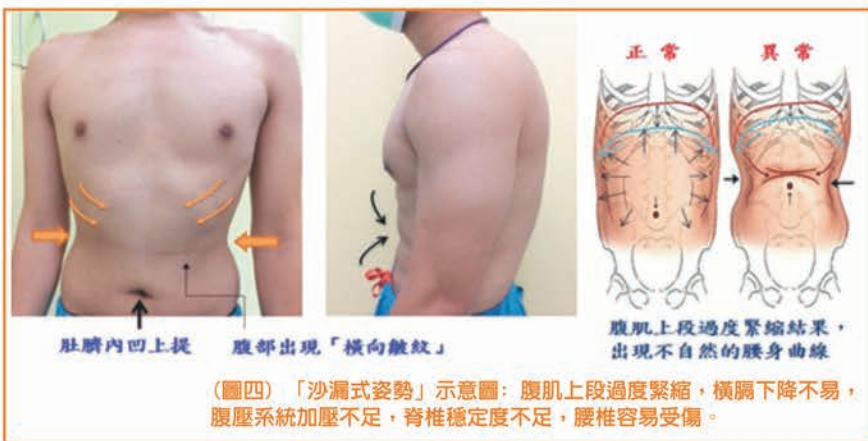 正常
異常
肚臍內凹上提
腹部出現「橫向皺紋」
腹肌上段過度緊縮結果，
出現不自然的腰身曲線
(圖四) 「沙漏式姿勢」示意圖: 腹肌上段過度緊縮，橫膈下降不易，
腹壓系統加壓不足，脊椎穩定度不足，腰椎容易受傷。